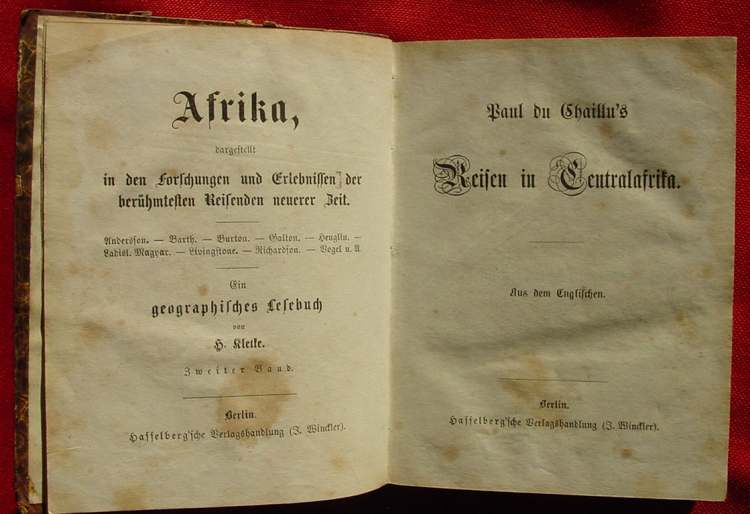 Afrika,
dargestellt
in den Forschungen und Erlebnissen der
berühmtesten Reisenden neuerer Zeit.
Andersson. — Barth. — Burton. — Galton. — Heuglin. —
Ladisl. Magyar. — Livingstone. — Richardson. — Vogel u. A.
Ein
geographisches Lesebuch
von
H. Kletke.
Zweiter Band.
Berlin.
Hasselberg'sche Verlagshandlung (J. Winckler).
Paul du Chaillu's
Reisen in Centralafrika.
Aus dem Englischen.
Berlin.
Hasselberg'sche Verlagshandlung (J. Winckler).